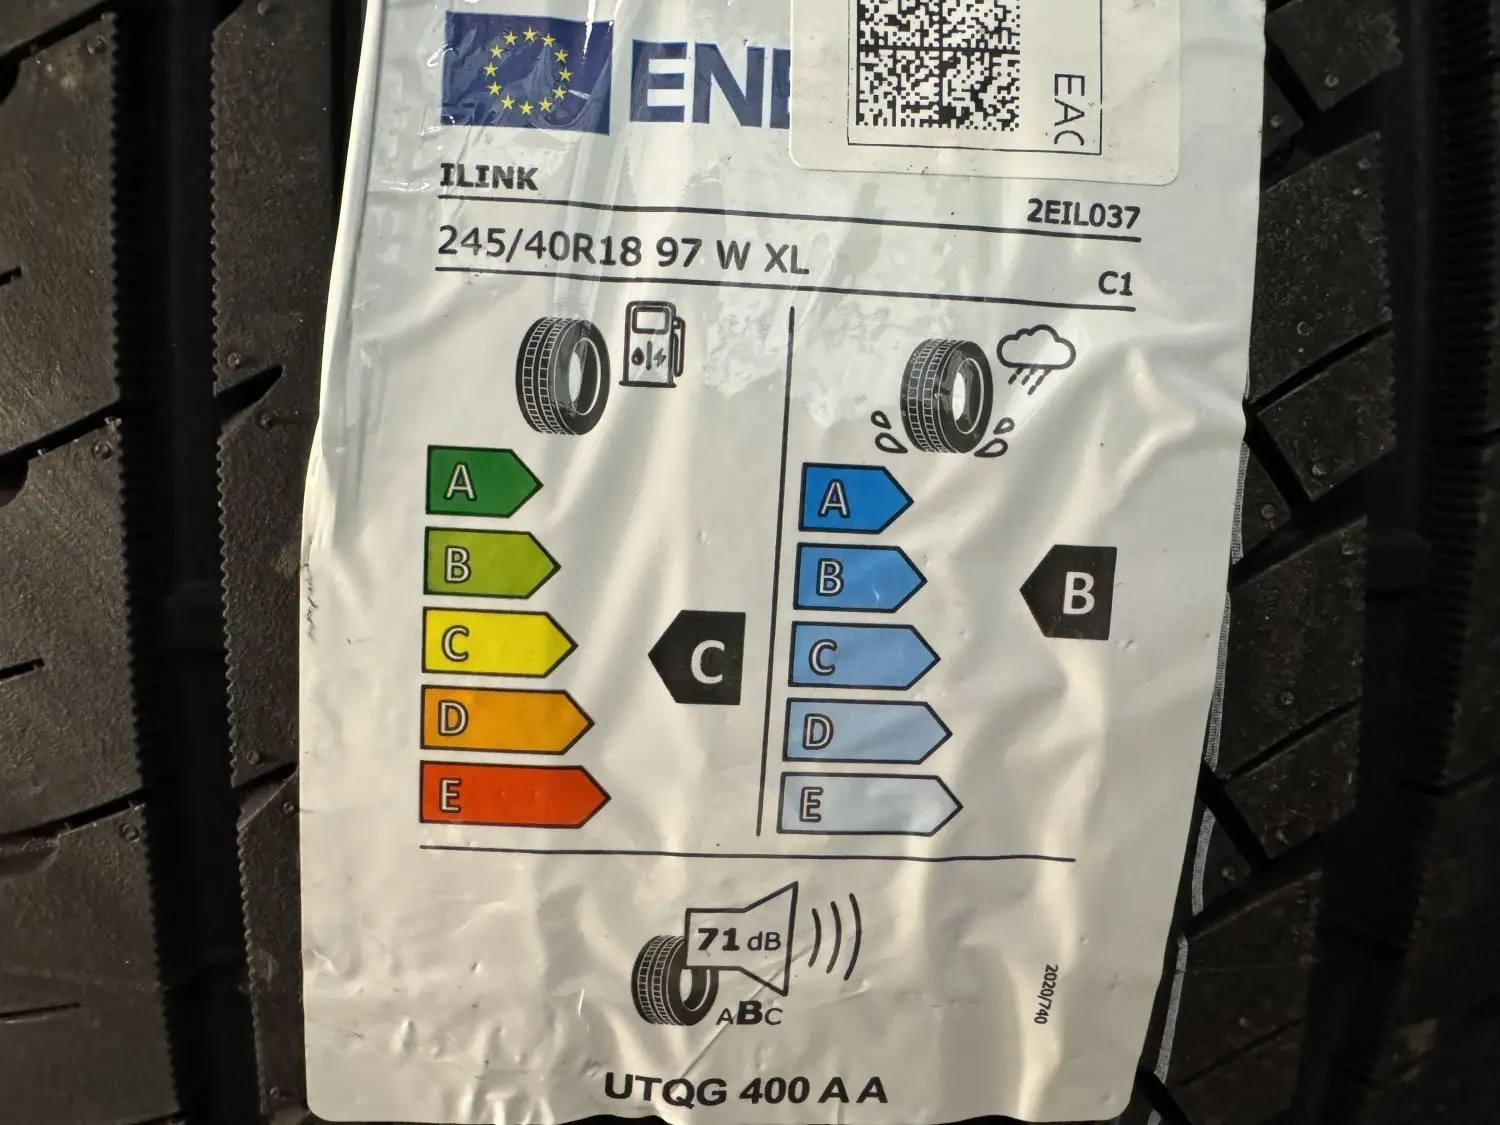 ENE
EAC
ILINK
2EIL037
245/40R18 97 W XL
C1
A
B
C
D
E
C
A
B
C
D
E
B
71 dB
ABC
2020/740
UTQG 400 A A